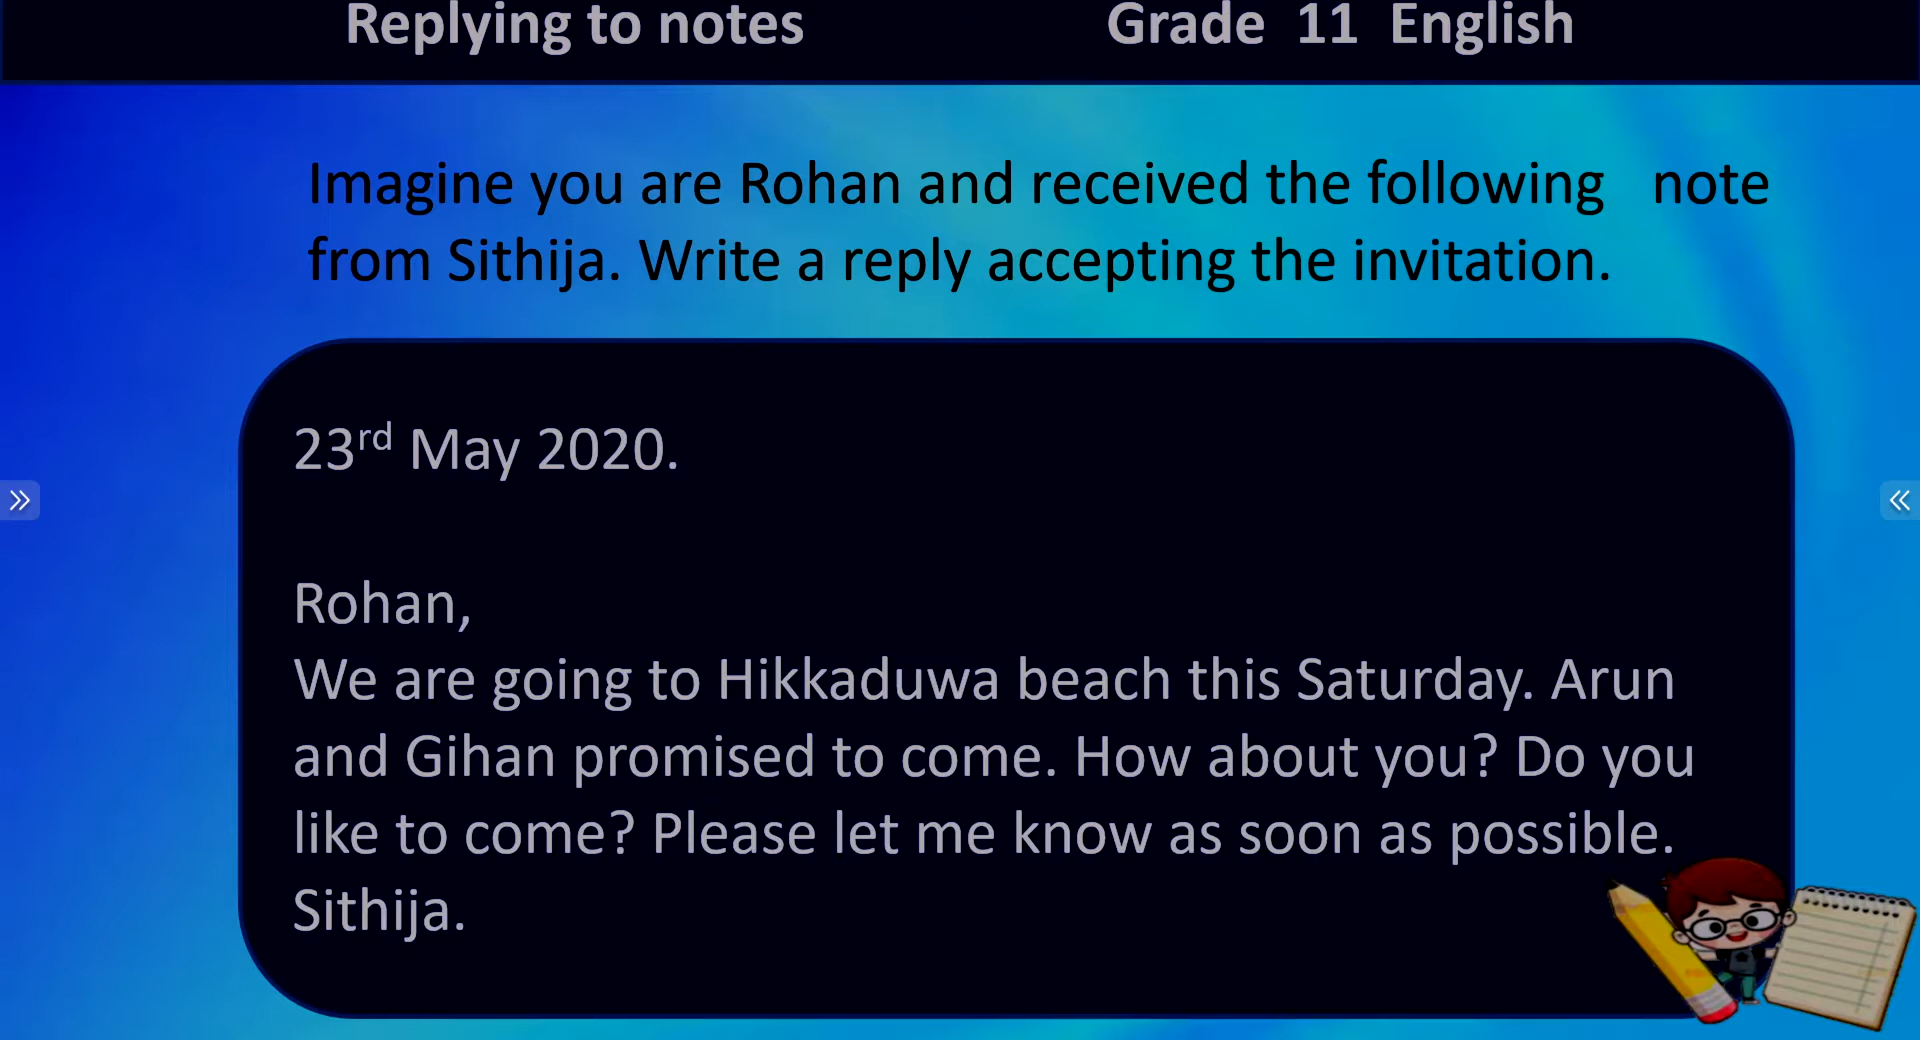 Replying to notes Grade 11 English
Imagine you are Rohan and received the following note
from Sithija. Write a reply accepting the invitation.
23rd May 2020.
Rohan,
We are going to Hikkaduwa beach this Saturday. Arun
and Gihan promised to come. How about you? Do you
like to come? Please let me know as soon as possible.
Sithija.